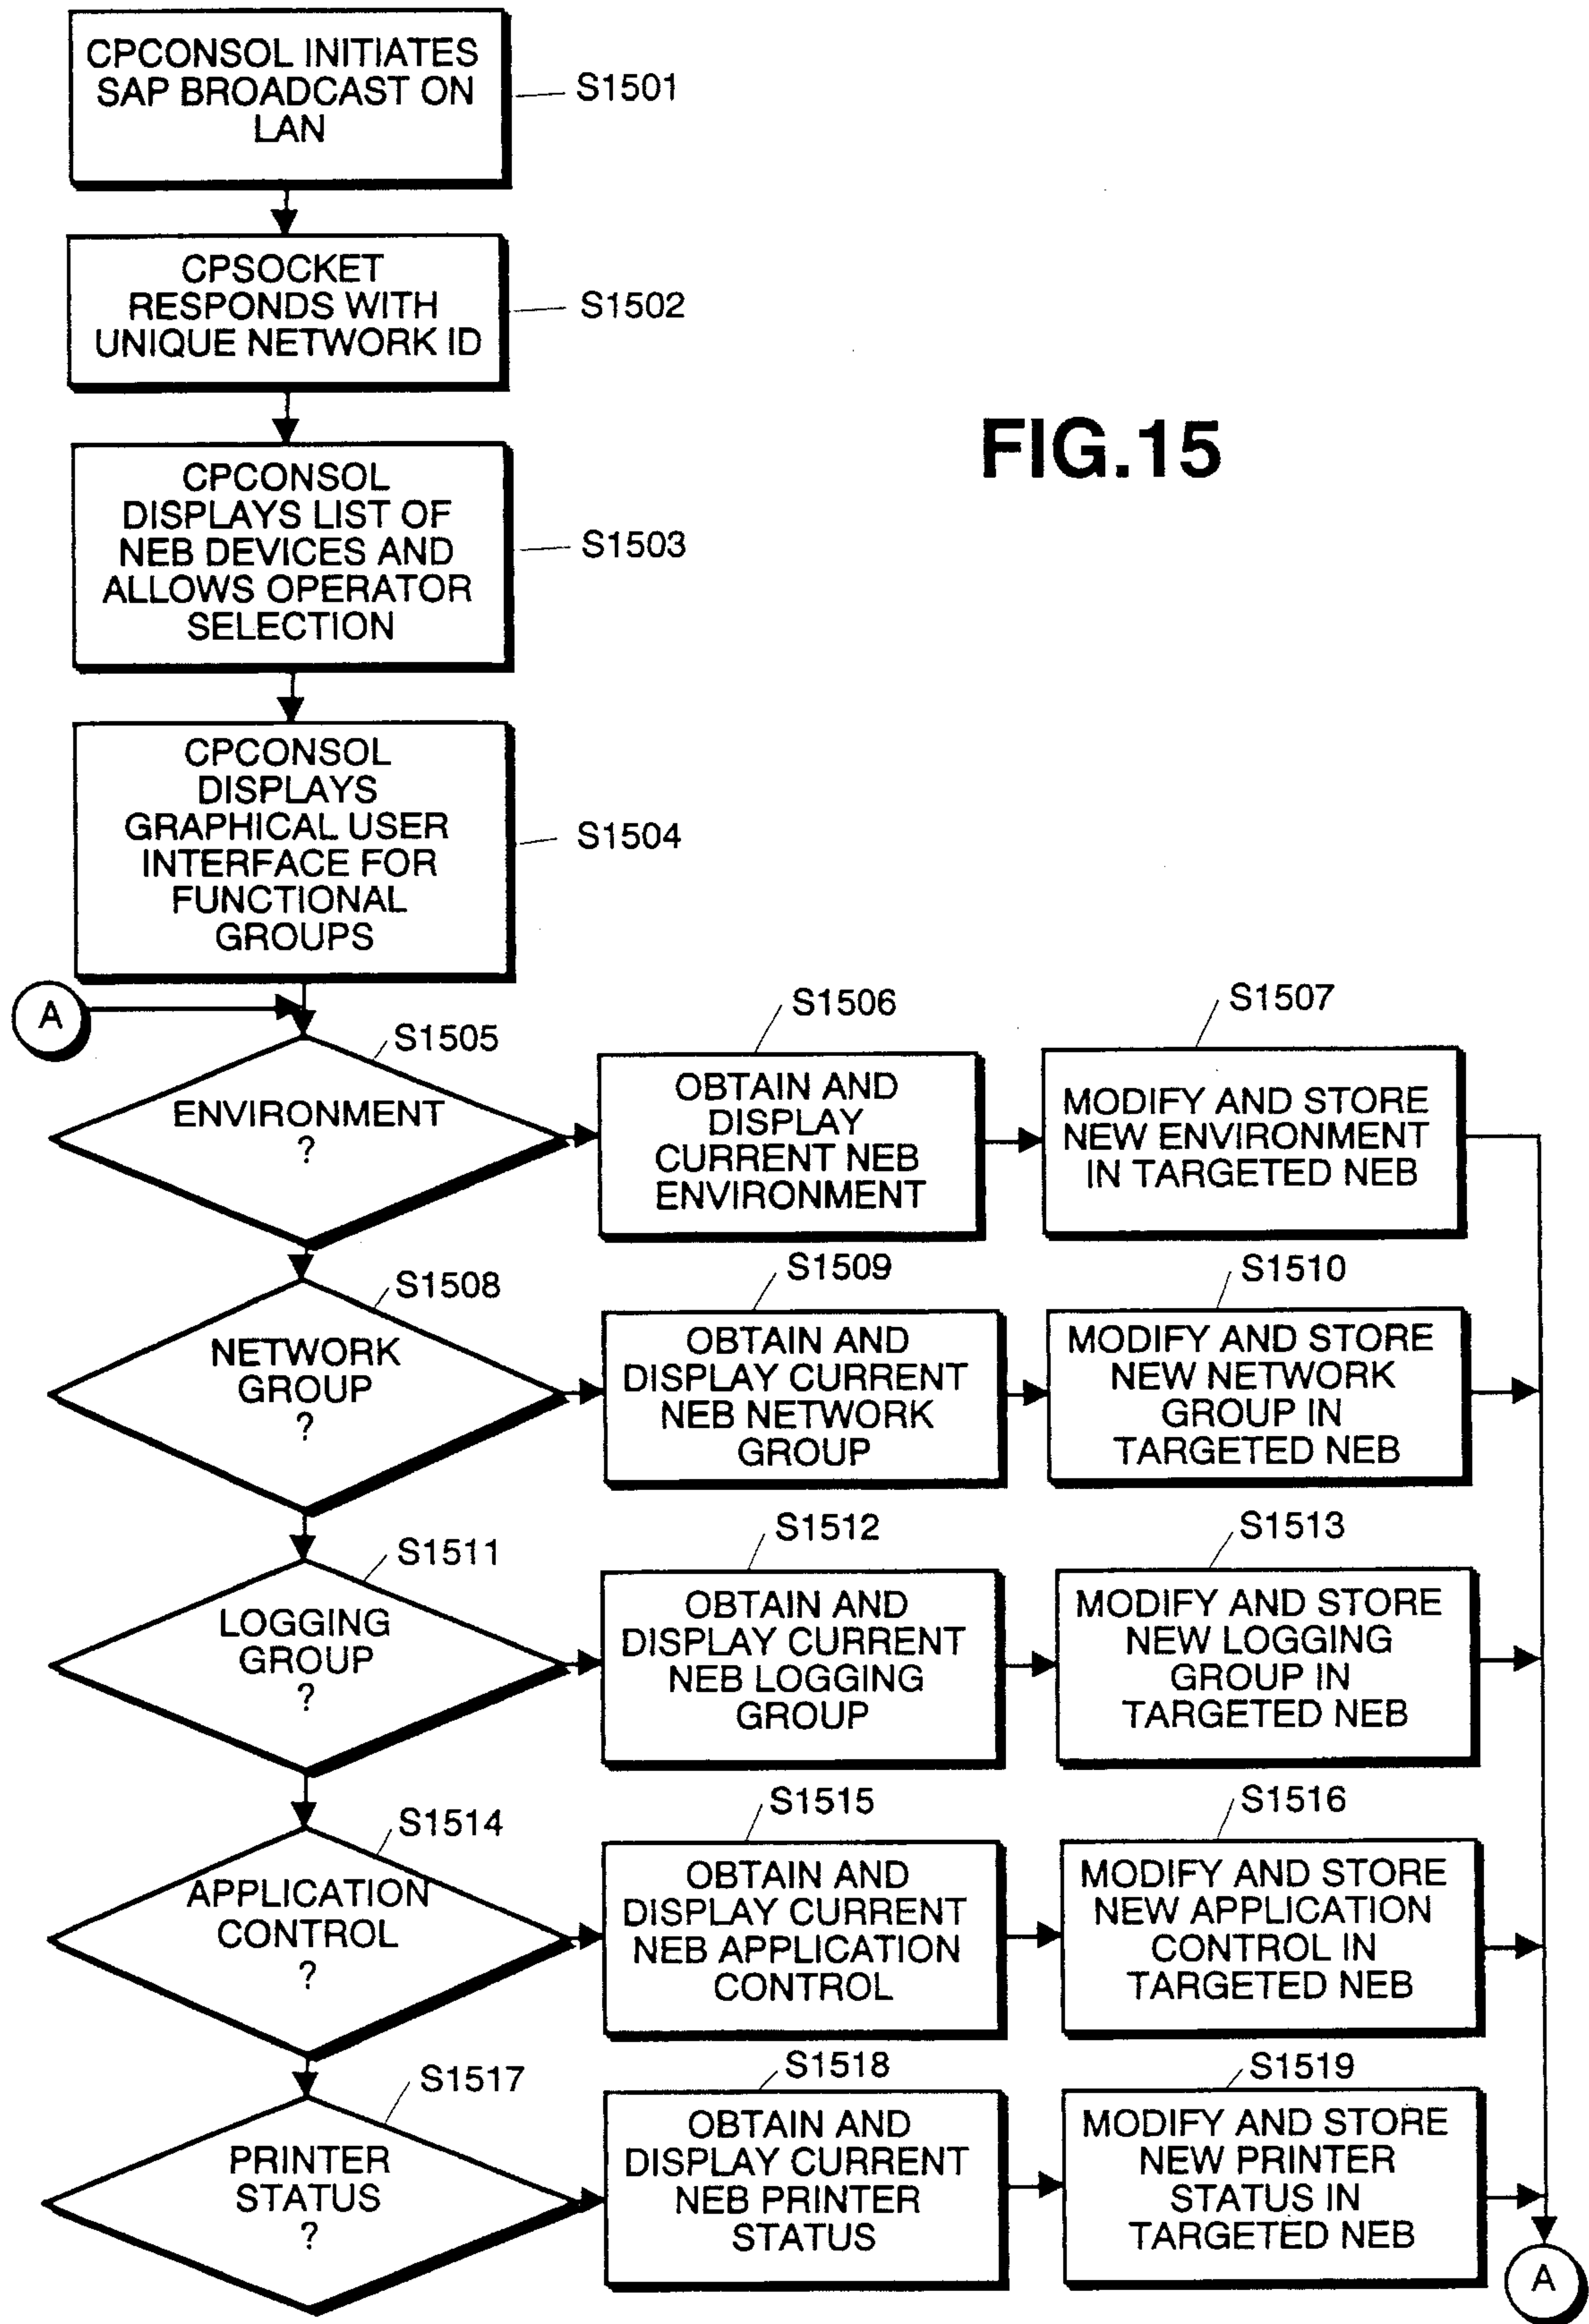 CPCONSOL INITIATES
SAP BROADCAST ON
LAN
S1501
CPSOCKET
RESPONDS WITH
UNIQUE NETWORK ID
S1502
FIG.15
CPCONSOL
DISPLAYS LIST OF
NEB DEVICES AND
ALLOWS OPERATOR
SELECTION
S1503
CPCONSOL
DISPLAYS
GRAPHICAL USER
INTERFACE FOR
FUNCTIONAL
GROUPS
S1504
A
S1505
ENVIRONMENT
?
S1506
OBTAIN AND
DISPLAY
CURRENT NEB
ENVIRONMENT
S1507
MODIFY AND STORE
NEW ENVIRONMENT
IN TARGETED NEB
S1508
NETWORK
GROUP
?
S1509
OBTAIN AND
DISPLAY CURRENT
NEB NETWORK
GROUP
S1510
MODIFY AND STORE
NEW NETWORK
GROUP IN
TARGETED NEB
S1511
LOGGING
GROUP
?
S1512
OBTAIN AND
DISPLAY CURRENT
NEB LOGGING
GROUP
S1513
MODIFY AND STORE
NEW LOGGING
GROUP IN
TARGETED NEB
S1514
APPLICATION
CONTROL
?
S1515
OBTAIN AND
DISPLAY CURRENT
NEB APPLICATION
CONTROL
S1516
MODIFY AND STORE
NEW APPLICATION
CONTROL IN
TARGETED NEB
S1517
PRINTER
STATUS
?
S1518
OBTAIN AND
DISPLAY CURRENT
NEB PRINTER
STATUS
S1519
MODIFY AND STORE
NEW PRINTER
STATUS IN
TARGETED NEB
A